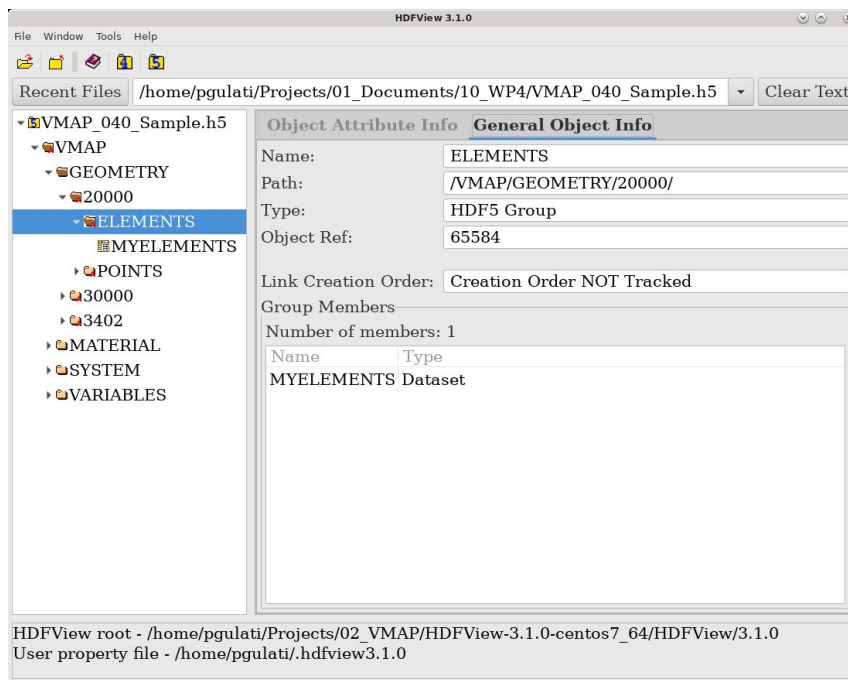 HDFView 3.1.0
File Window Tools Help
4 5
Recent Files /home/pgulati/Projects/01_Documents/10_WP4/VMAP_040_Sample.h5 Clear Text
5 VMAP_040_Sample.h5
VMAP
GEOMETRY
20000
ELEMENTS
MYELEMENTS
POINTS
30000
3402
MATERIAL
SYSTEM
VARIABLES
Object Attribute Info General Object Info
Name: ELEMENTS
Path: /VMAP/GEOMETRY/20000/
Type: HDF5 Group
Object Ref: 65584
Link Creation Order: Creation Order NOT Tracked
Group Members
Number of members: 1
Name Type
MYELEMENTS Dataset
HDFView root - /home/pgulati/Projects/02_VMAP/HDFView-3.1.0-centos7_64/HDFView/3.1.0
User property file - /home/pgulati/.hdfview3.1.0